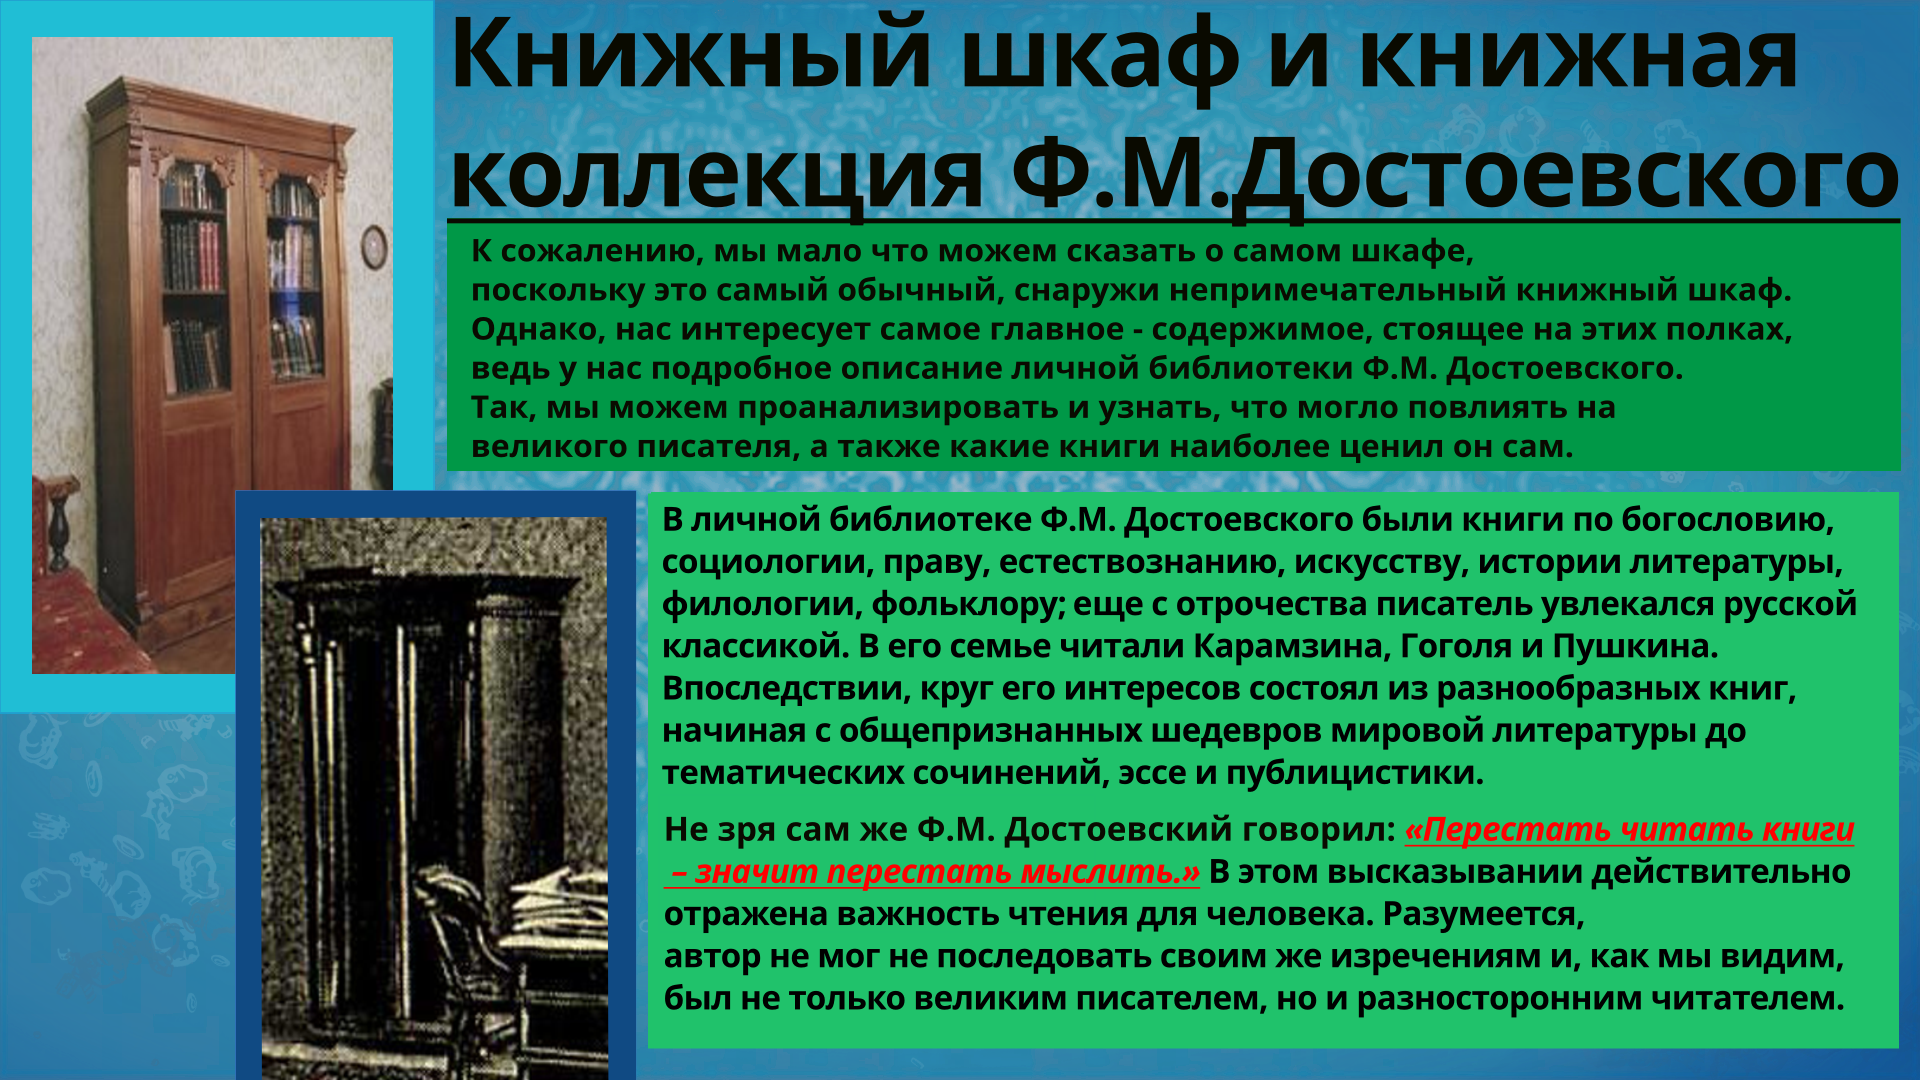 Книжный шкаф и книжная
коллекция Ф.М.Достоевского
К сожалению, мы мало что можем сказать о самом шкафе,
поскольку это самый обычный, снаружи непримечательный книжный шкаф.
Однако, нас интересует самое главное - содержимое, стоящее на этих полках,
ведь у нас подробное описание личной библиотеки Ф.М. Достоевского.
Так, мы можем проанализировать и узнать, что могло повлиять на
великого писателя, а также какие книги наиболее ценил он сам.
В личной библиотеке Ф.М. Достоевского были книги по богословию,
социологии, праву, естествознанию, искусству, истории литературы,
филологии, фольклору; еще с отрочества писатель увлекался русской
классикой. В его семье читали Карамзина, Гоголя и Пушкина.
Впоследствии, круг его интересов состоял из разнообразных книг,
начиная с общепризнанных шедевров мировой литературы до
тематических сочинений, эссе и публицистики.
Не зря сам же Ф.М. Достоевский говорил: «Перестать читать книги
– значит перестать мыслить.» В этом высказывании действительно
отражена важность чтения для человека. Разумеется,
автор не мог не последовать своим же изречениям и, как мы видим,
был не только великим писателем, но и разносторонним читателем.